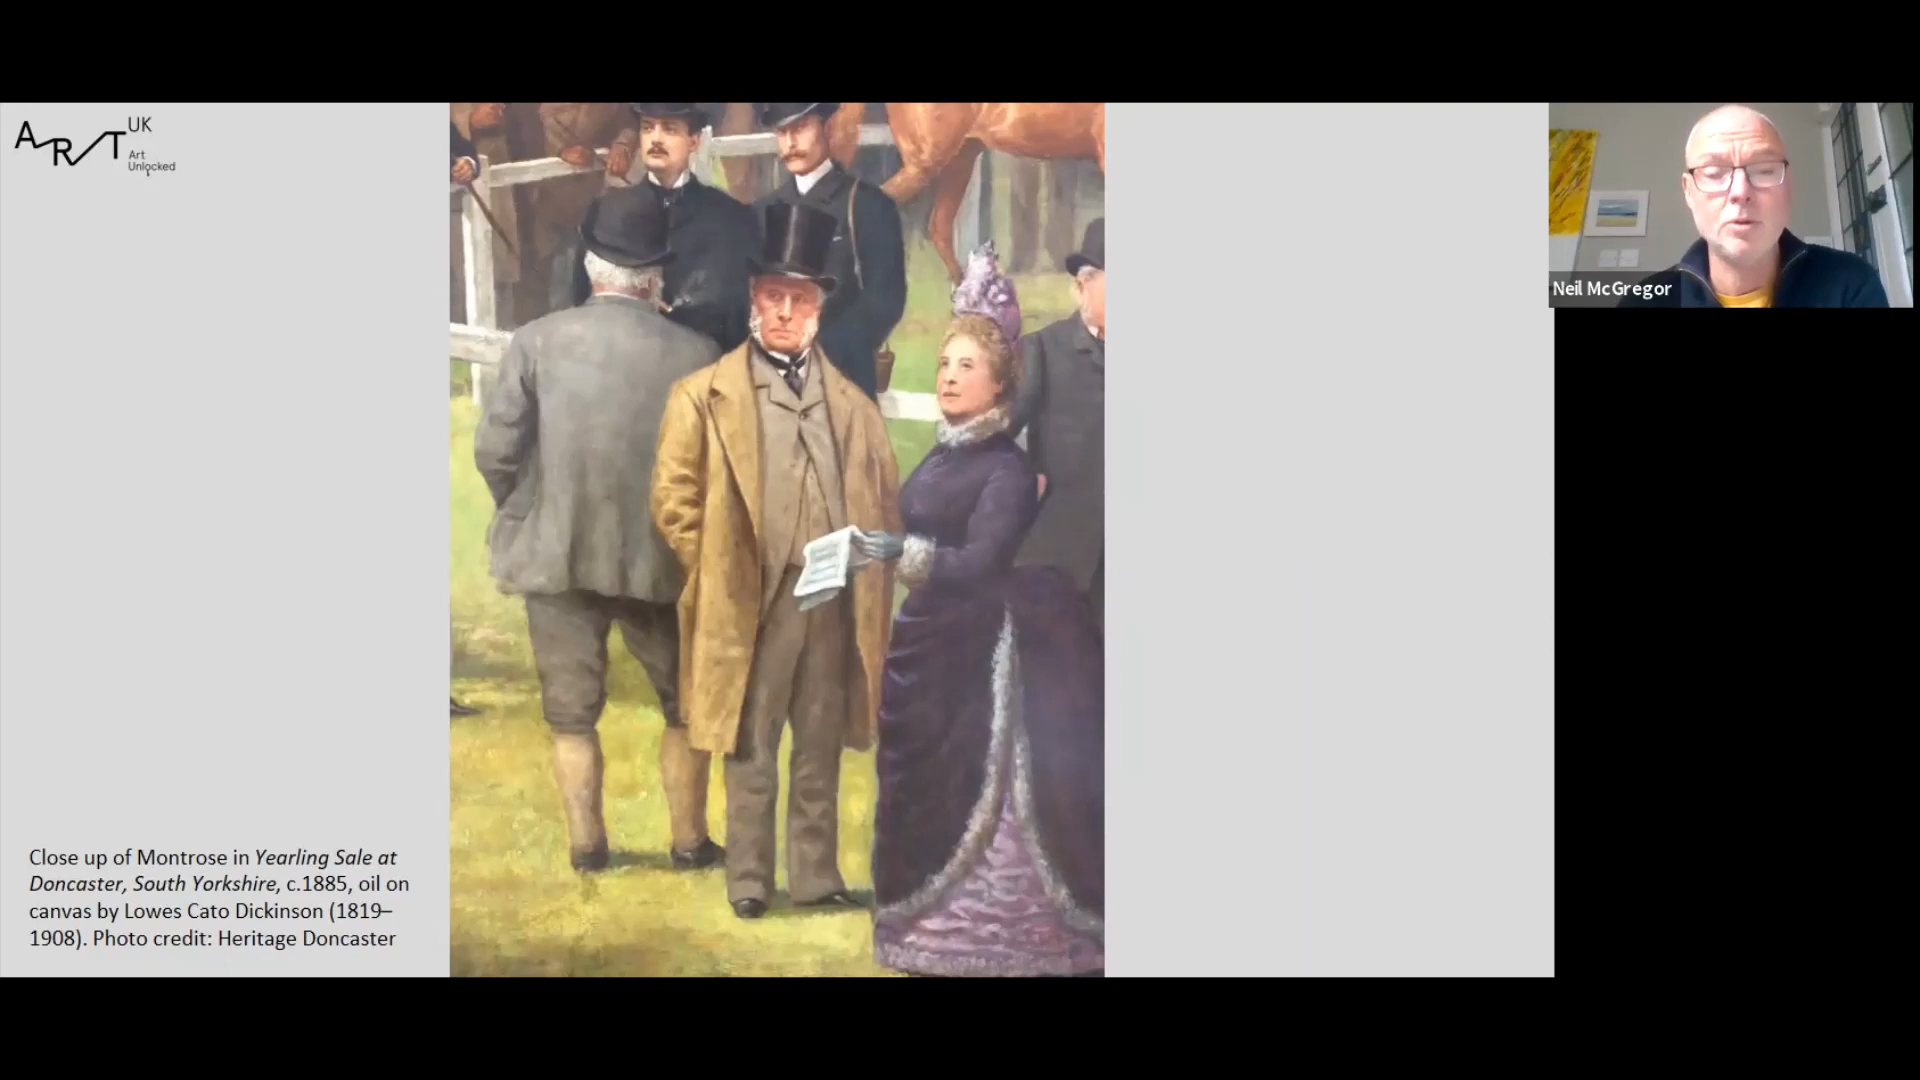 ART UK
Art
Unlocked
Neil McGregor
Close up of Montrose in Yearling Sale at
Doncaster, South Yorkshire, c.1885, oil on
canvas by Lowes Cato Dickinson (1819–
1908). Photo credit: Heritage Doncaster